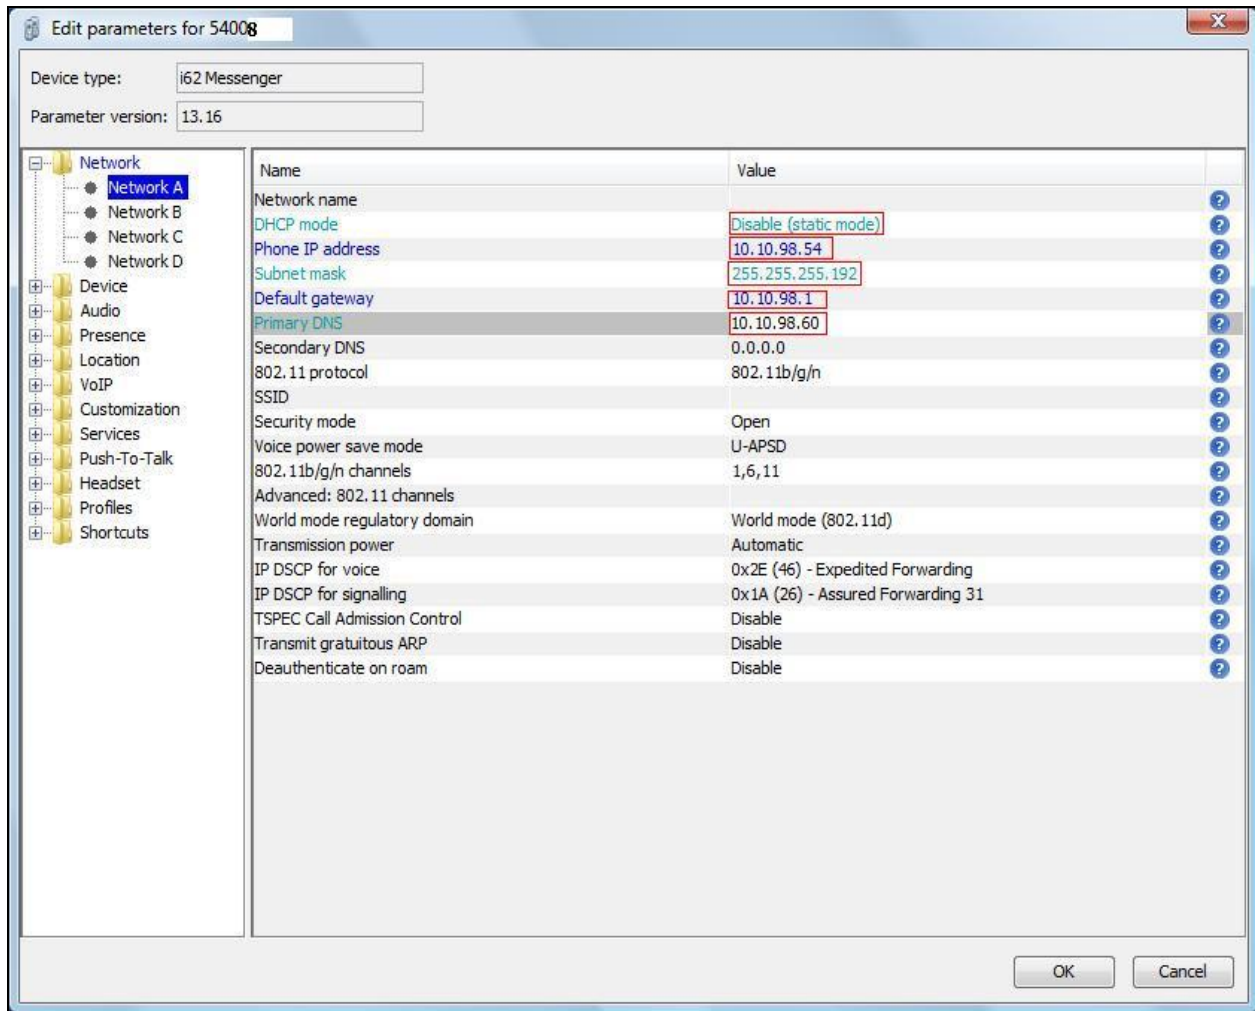 Edit parameters for 54008
Device type: i62 Messenger
Parameter version: 13.16
Network
Network A
Network B
Network C
Network D
Device
Audio
Presence
Location
VoIP
Customization
Services
Push-To-Talk
Headset
Profiles
Shortcuts
Name Value
Network name
DHCP mode Disable (static mode)
Phone IP address 10.10.98.54
Subnet mask 255.255.255.192
Default gateway 10.10.98.1
Primary DNS 10.10.98.60
Secondary DNS 0.0.0.0
802.11 protocol 802.11b/g/n
SSID
Security mode Open
Voice power save mode U-APSD
802.11b/g/n channels 1,6,11
Advanced: 802.11 channels
World mode regulatory domain World mode (802.11d)
Transmission power Automatic
IP DSCP for voice 0x2E (46) - Expedited Forwarding
IP DSCP for signalling 0x1A (26) - Assured Forwarding 31
TSPEC Call Admission Control Disable
Transmit gratuitous ARP Disable
Deauthenticate on roam Disable
OK Cancel